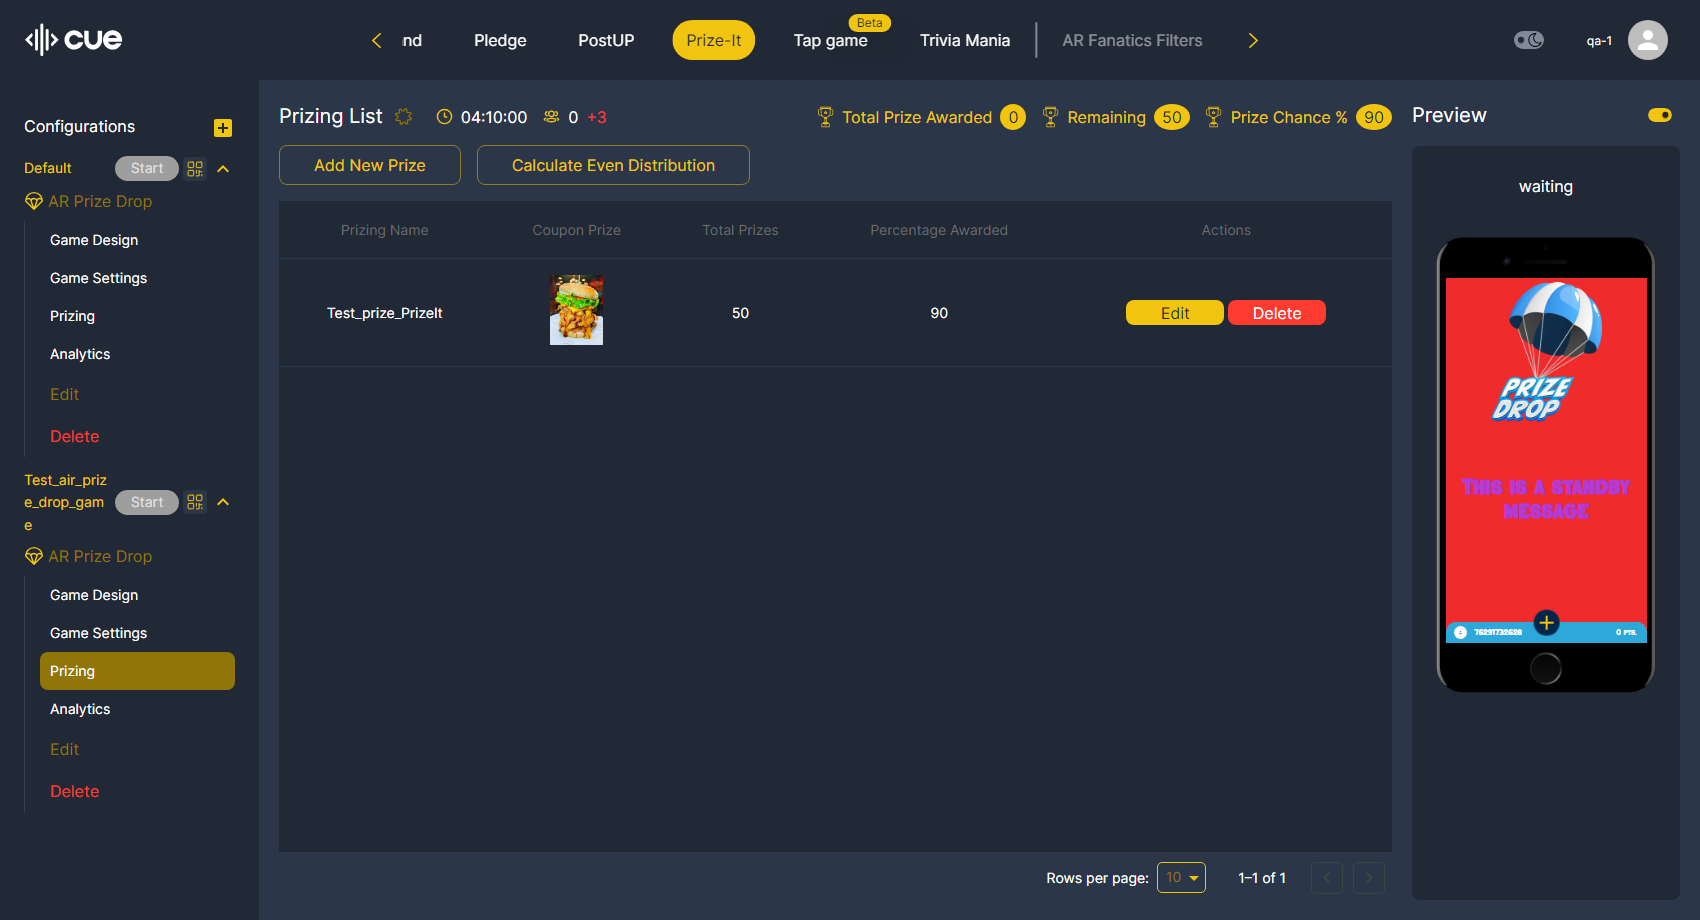 cue
nd
Pledge
PostUP
Prize-It
Beta
Tap game
Trivia Mania
AR Fanatics Filters
qa-1
Configurations
Default
Start
AR Prize Drop
Game Design
Game Settings
Prizing
Analytics
Edit
Delete
Test_air_priz
e_drop_gam
e
Start
AR Prize Drop
Game Design
Game Settings
Prizing
Analytics
Edit
Delete
Prizing List
04:10:00
0 +3
Total Prize Awarded 0
Remaining 50
Prize Chance % 90
Add New Prize
Calculate Even Distribution
Prizing Name
Coupon Prize
Total Prizes
Percentage Awarded
Actions
Test_prize_PrizeIt
50
90
Edit
Delete
Rows per page: 10
1–1 of 1
Preview
waiting
PRIZE
DROP
THIS IS A STANDBY
MESSAGE
76291732628
0 PTS.